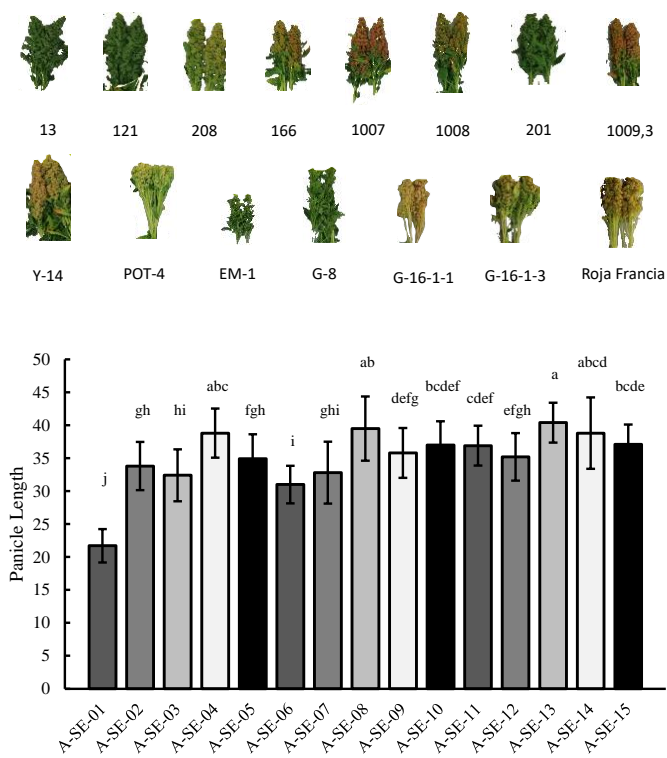 13 121 208 166 1007 1008 201 1009,3
Y-14 POT-4 EM-1 G-8 G-16-1-1 G-16-1-3 Roja Francia
Panicle Length
50
45
40
35
30
25
20
15
10
5
0
j gh hi abc fgh i ghi ab defg bcdef cdef efgh a abcd bcde
A-SE-01 A-SE-02 A-SE-03 A-SE-04 A-SE-05 A-SE-06 A-SE-07 A-SE-08 A-SE-09 A-SE-10 A-SE-11 A-SE-12 A-SE-13 A-SE-14 A-SE-15